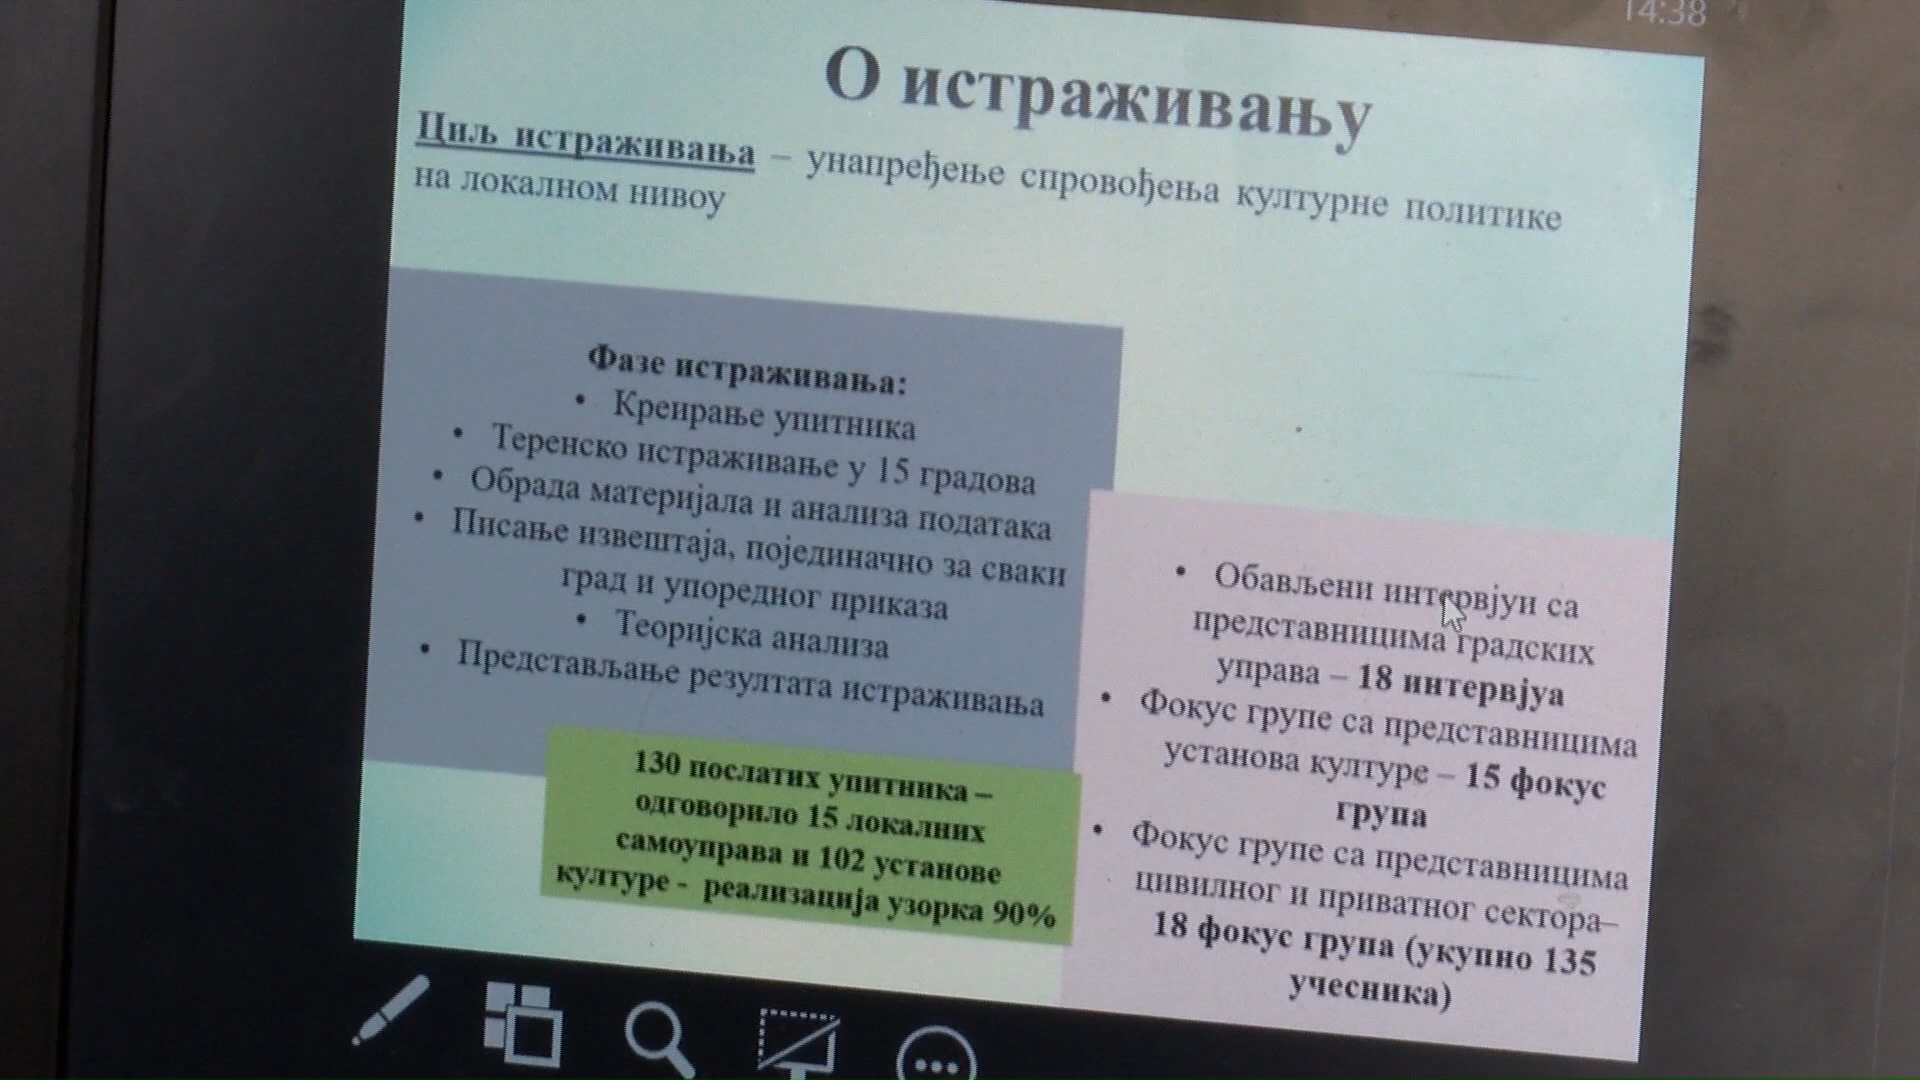 14:38
О истраживању
Циљ истраживања – унапређење спровођења културне политике
на локалном нивоу
Фазе истраживања:
• Креирање упитника
• Теренско истраживање у 15 градова
• Обрада материјала и анализа података
• Писање извештаја, појединачно за сваки
град и упоредног приказа
• Теоријска анализа
• Представљање резултата истраживања
130 послатих упитника –
одговорило 15 локалних
самоуправа и 102 установе
културе - реализација узорка 90%
• Обављени интервјуи са
представницима градских
управа – 18 интервјуа
• Фокус групе са представницима
установа културе – 15 фокус
група
• Фокус групе са представницима
цивилног и приватног сектора–
18 фокус група (укупно 135
учесника)